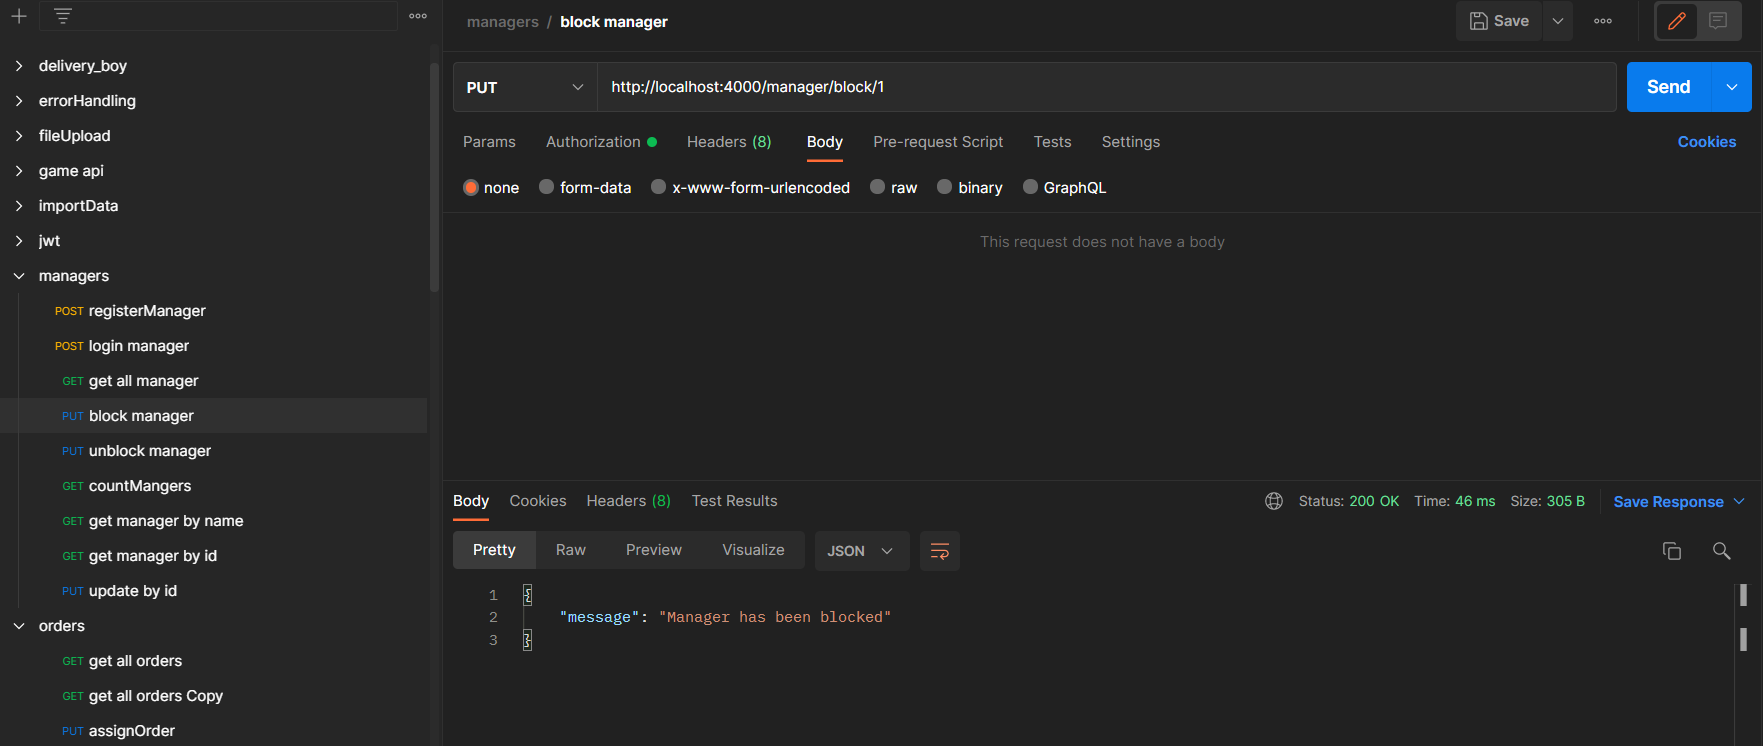 managers / block manager
Save
delivery_boy
errorHandling
fileUpload
game api
importData
jwt
managers
POST registerManager
POST login manager
GET get all manager
PUT block manager
PUT unblock manager
GET countMangers
GET get manager by name
GET get manager by id
PUT update by id
orders
GET get all orders
GET get all orders Copy
PUT assignOrder
PUT http://localhost:4000/manager/block/1 Send
Params Authorization Headers (8) Body Pre-request Script Tests Settings Cookies
none form-data x-www-form-urlencoded raw binary GraphQL
This request does not have a body
Body Cookies Headers (8) Test Results Status: 200 OK Time: 46 ms Size: 305 B Save Response
Pretty Raw Preview Visualize JSON
1 {
2 "message": "Manager has been blocked"
3 }